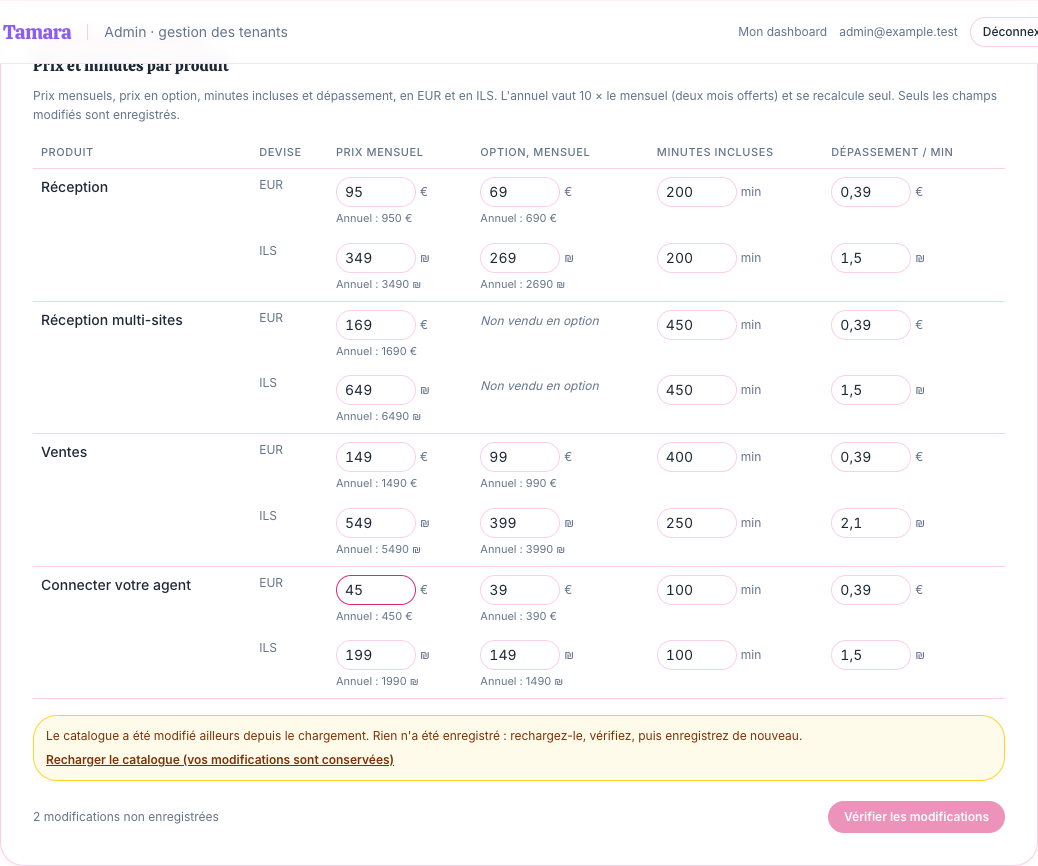 Tamara
Admin · gestion des tenants
Mon dashboard
admin@example.test
Déconnex
Prix et minutes par produit
Prix mensuels, prix en option, minutes incluses et dépassement, en EUR et en ILS. L'annuel vaut 10 × le mensuel (deux mois offerts) et se recalcule seul. Seuls les champs
modifiés sont enregistrés.
PRODUIT DEVISE PRIX MENSUEL OPTION, MENSUEL MINUTES INCLUSES DÉPASSEMENT / MIN
Réception EUR 95 € 69 € 200 min 0,39 €
Annuel : 950 € Annuel : 690 €
ILS 349 ₪ 269 ₪ 200 min 1,5 ₪
Annuel : 3490 ₪ Annuel : 2690 ₪
Réception multi-sites EUR 169 € Non vendu en option 450 min 0,39 €
Annuel : 1690 €
ILS 649 ₪ Non vendu en option 450 min 1,5 ₪
Annuel : 6490 ₪
Ventes EUR 149 € 99 € 400 min 0,39 €
Annuel : 1490 € Annuel : 990 €
ILS 549 ₪ 399 ₪ 250 min 2,1 ₪
Annuel : 5490 ₪ Annuel : 3990 ₪
Connecter votre agent EUR 45 € 39 € 100 min 0,39 €
Annuel : 450 € Annuel : 390 €
ILS 199 ₪ 149 ₪ 100 min 1,5 ₪
Annuel : 1990 ₪ Annuel : 1490 ₪
Le catalogue a été modifié ailleurs depuis le chargement. Rien n'a été enregistré : rechargez-le, vérifiez, puis enregistrez de nouveau.
Recharger le catalogue (vos modifications sont conservées)
2 modifications non enregistrées
Vérifier les modifications